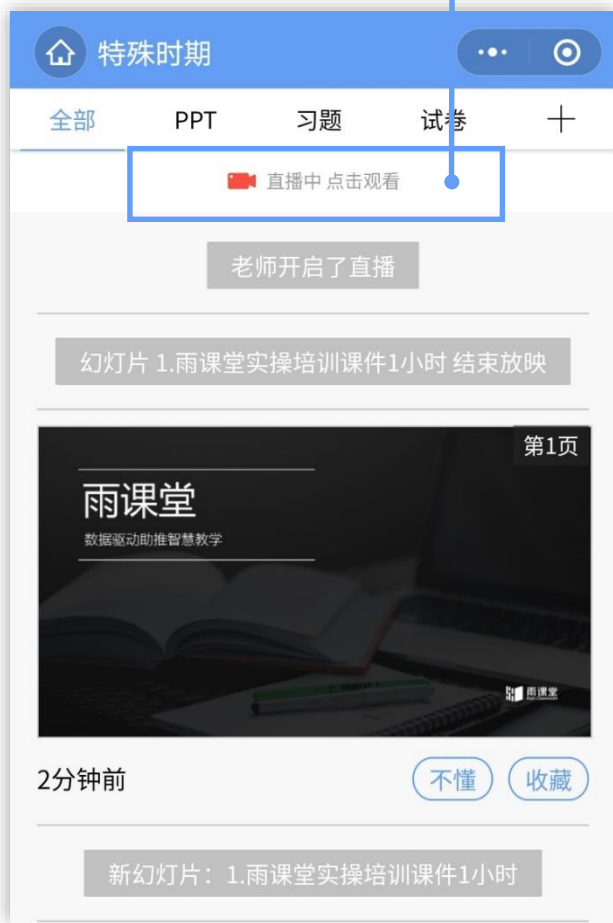 特殊时期
全部 PPT 习题 试卷
直播中 点击观看
老师开启了直播
幻灯片 1.雨课堂实操培训课件1小时 结束放映
第1页
雨课堂
数据驱动助推智慧教学
雨课堂
2分钟前 不懂 收藏
新幻灯片：1.雨课堂实操培训课件1小时